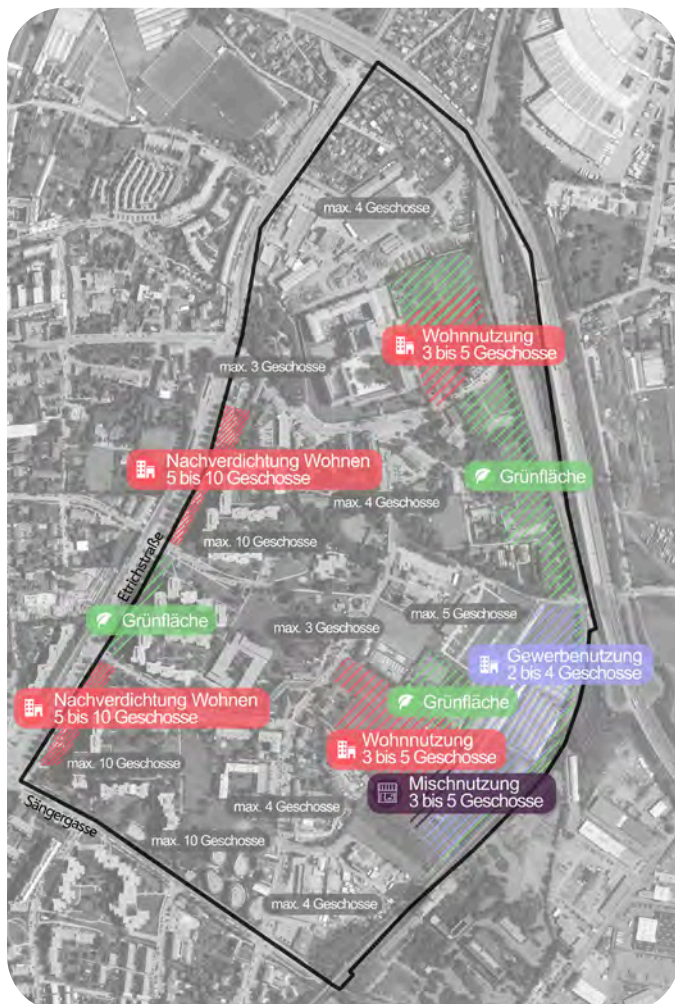 max. 4 Geschosse
Wohnnutzung
3 bis 5 Geschosse
max. 3 Geschosse
Nachverdichtung Wohnen
5 bis 10 Geschosse
Grünfläche
max. 4 Geschosse
max. 10 Geschosse
Etrichstraße
max. 5 Geschosse
Grünfläche
max. 3 Geschosse
Gewerbenutzung
2 bis 4 Geschosse
Nachverdichtung Wohnen
5 bis 10 Geschosse
Grünfläche
Wohnnutzung
3 bis 5 Geschosse
max. 10 Geschosse
Mischnutzung
3 bis 5 Geschosse
Sängergasse
max. 4 Geschosse
max. 10 Geschosse
max. 4 Geschosse